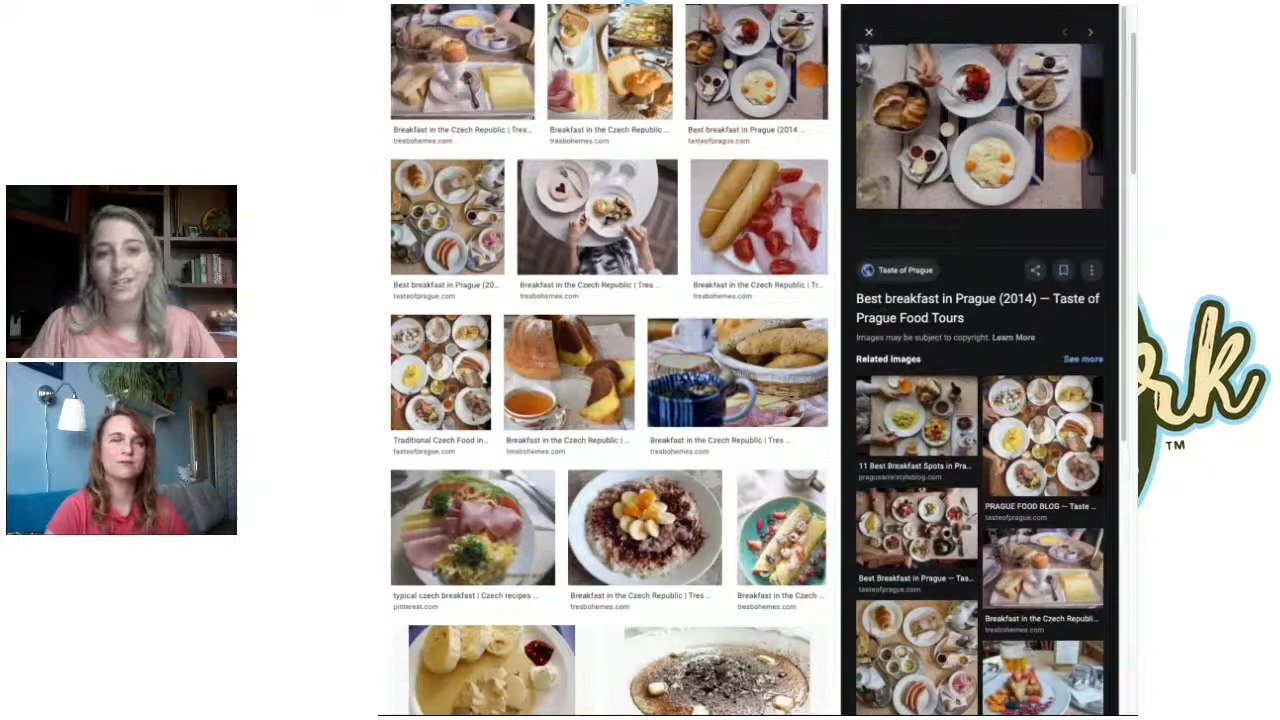 Breakfast in the Czech Republic | Tres...
tresbohemes.com
Breakfast in the Czech Republic ...
tresbohemes.com
Best breakfast in Prague (2014 ...
tasteofprague.com
Best breakfast in Prague (20...
tasteofprague.com
Breakfast in the Czech Republic | Tres ...
tresbohemes.com
Breakfast in the Czech Republic | Tr...
tresbohemes.com
Traditional Czech Food in...
tasteofprague.com
Breakfast in the Czech Republic | ...
tresbohemes.com
Breakfast in the Czech Republic | Tres ...
tresbohemes.com
typical czech breakfast | Czech recipes ...
pinterest.com
Breakfast in the Czech Republic | Tres ...
tresbohemes.com
Breakfast in the Czech ...
tresbohemes.com
Taste of Prague
Best breakfast in Prague (2014) — Taste of
Prague Food Tours
Images may be subject to copyright. Learn More
Related Images
See more
11 Best Breakfast Spots in Pra...
PRAGUE FOOD BLOG — Taste ...
tasteofprague.com
Best Breakfast in Prague — Tas...
tasteofprague.com
Breakfast in the Czech Republi...
tresbohemes.com
rk
TM